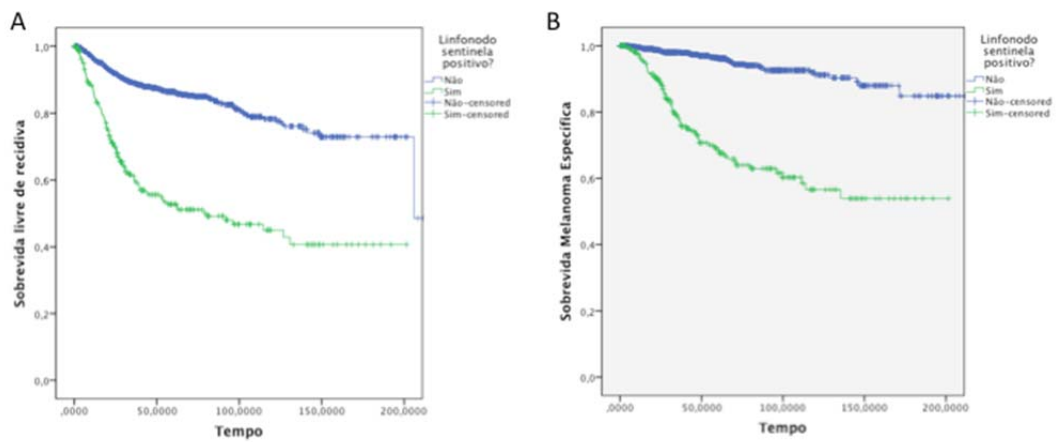 A
Sobrevida livre de recidiva
1,0
0,8
0,6
0,4
0,2
0,0
,0000
50,0000
100,0000
150,0000
200,0000
Tempo
Linfonodo
sentinela
positivo?
Não
Sim
Não-censored
Sim-censored
B
Sobrevida Melanoma Específica
1,0
0,8
0,6
0,4
0,2
0,0
,0000
50,0000
100,0000
150,0000
200,0000
Tempo
Linfonodo
sentinela
positivo?
Não
Sim
Não-censored
Sim-censored